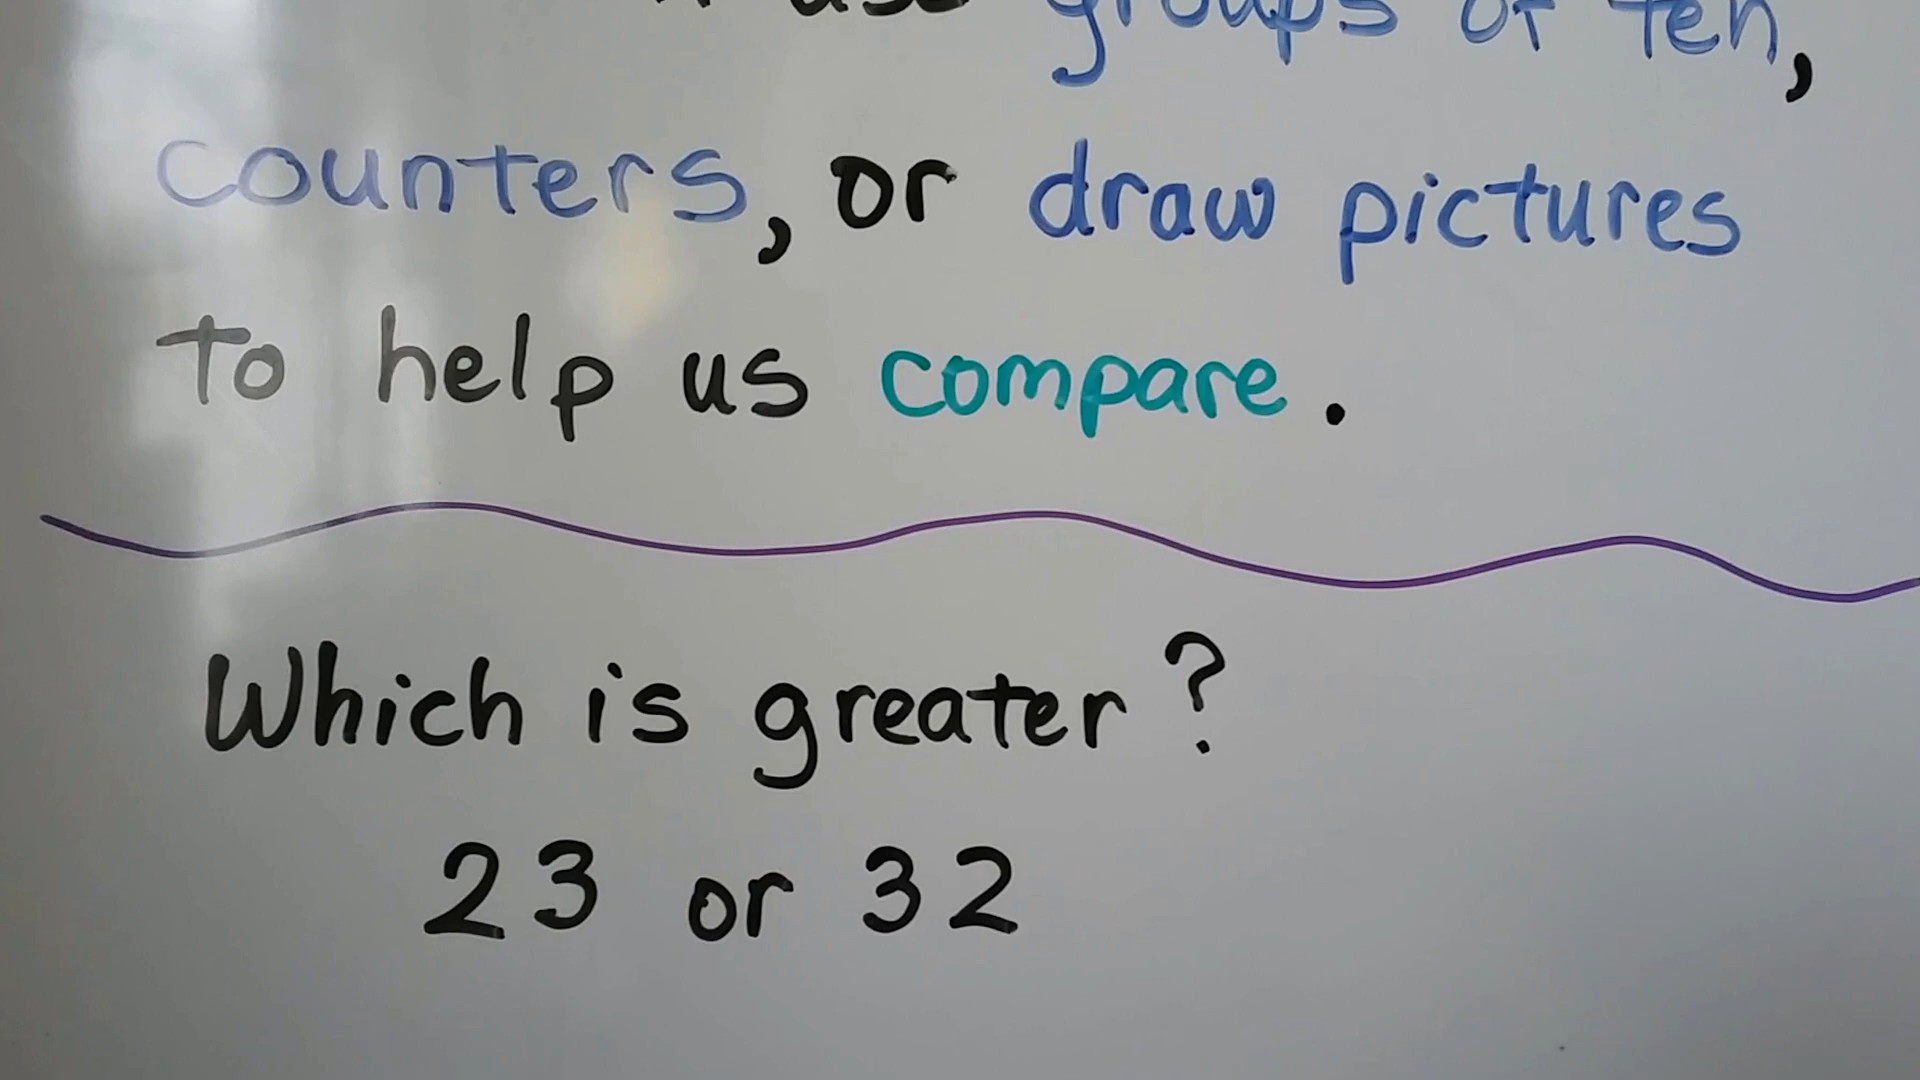 use groups of ten,
counters, or draw pictures
to help us compare.
Which is greater?
23 or 32